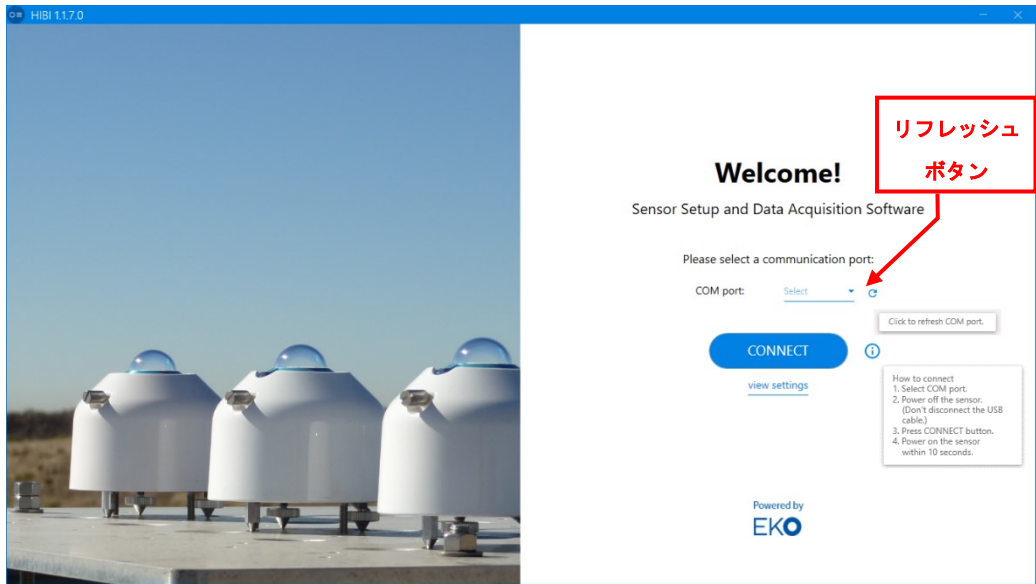 HIBI 1.1.7.0
リフレッシュ
ボタン
Welcome!
Sensor Setup and Data Acquisition Software
Please select a communication port:
COM port:
Select
Click to refresh COM port.
CONNECT
view settings
How to connect
1. Select COM port.
2. Power off the sensor.
(Don't disconnect the USB
cable.)
3. Press CONNECT button.
4. Power on the sensor
within 10 seconds.
Powered by
EKO